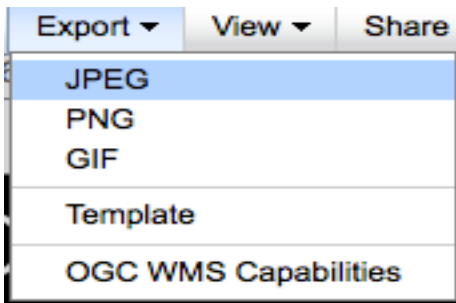 Export View Share
JPEG
PNG
GIF
Template
OGC WMS Capabilities